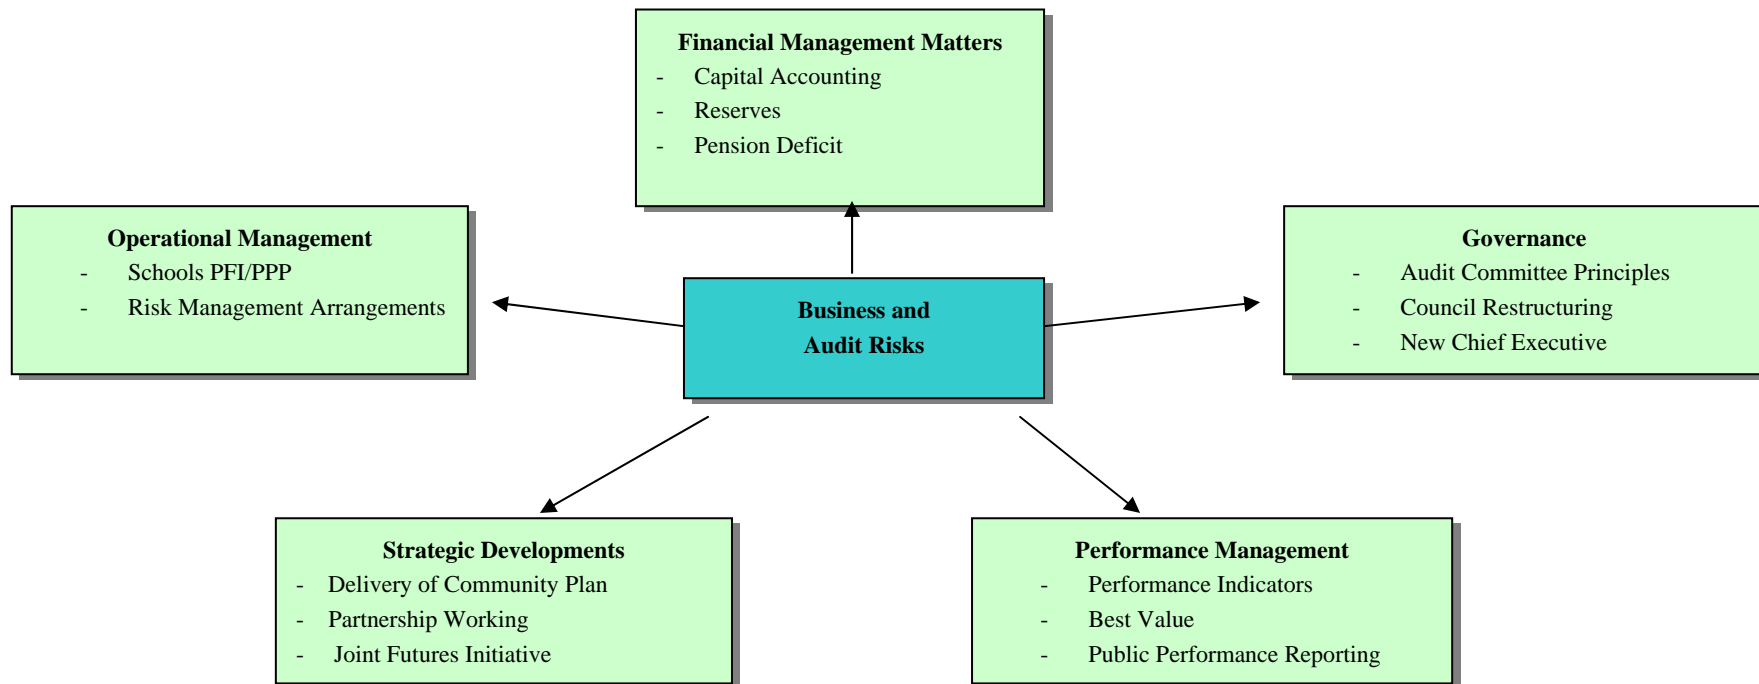 Financial Management Matters
- Capital Accounting
- Reserves
- Pension Deficit
Operational Management
- Schools PFI/PPP
- Risk Management Arrangements
Business and
Audit Risks
Governance
- Audit Committee Principles
- Council Restructuring
- New Chief Executive
Strategic Developments
- Delivery of Community Plan
- Partnership Working
- Joint Futures Initiative
Performance Management
- Performance Indicators
- Best Value
- Public Performance Reporting